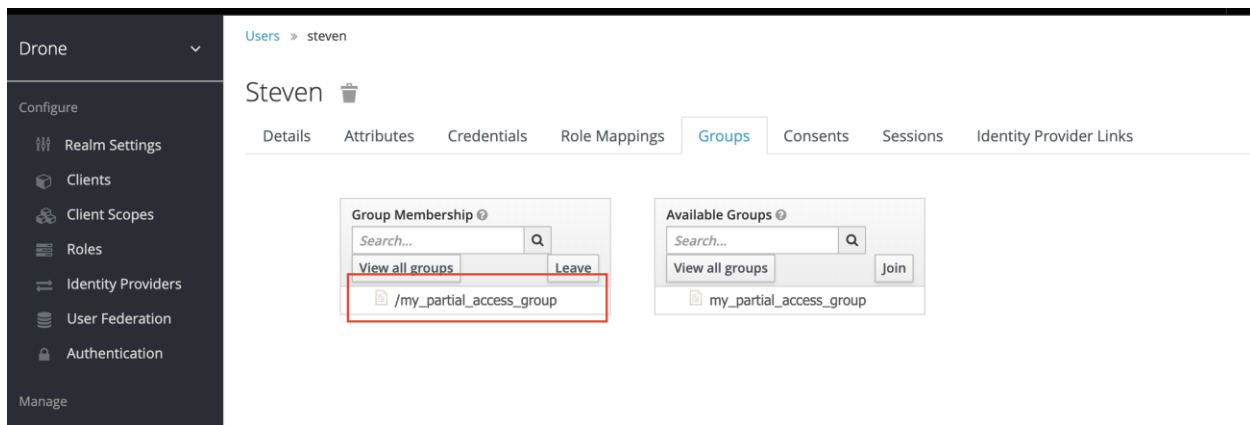 Drone
Configure
Realm Settings
Clients
Client Scopes
Roles
Identity Providers
User Federation
Authentication
Manage
Users » steven
Steven
Details Attributes Credentials Role Mappings Groups Consents Sessions Identity Provider Links
Group Membership
Search...
View all groups Leave
/my_partial_access_group
Available Groups
Search...
View all groups Join
my_partial_access_group